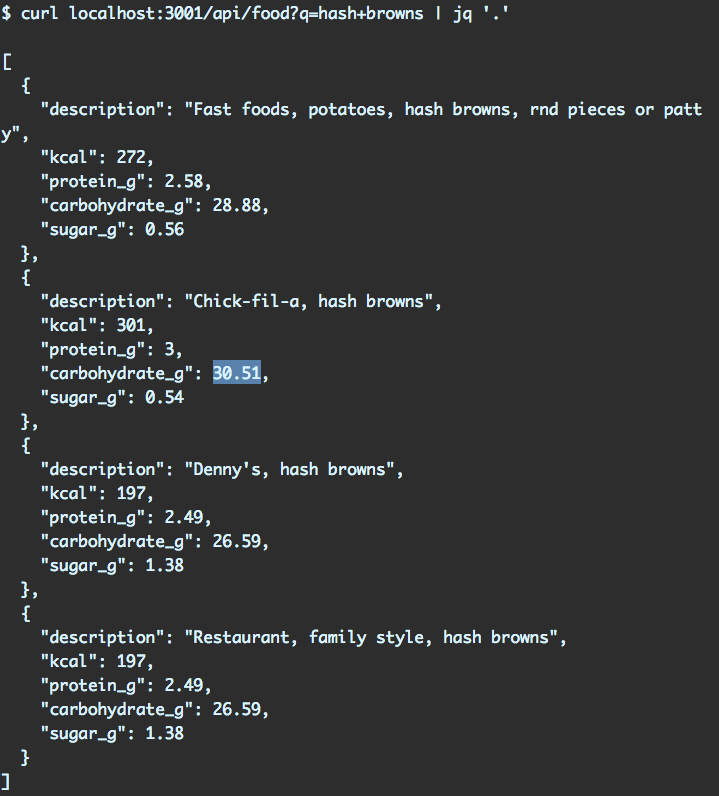 $ curl localhost:3001/api/food?q=hash+browns | jq '.'
[
  {
    "description": "Fast foods, potatoes, hash browns, rnd pieces or patt
y",
    "kcal": 272,
    "protein_g": 2.58,
    "carbohydrate_g": 28.88,
    "sugar_g": 0.56
  },
  {
    "description": "Chick-fil-a, hash browns",
    "kcal": 301,
    "protein_g": 3,
    "carbohydrate_g": 30.51,
    "sugar_g": 0.54
  },
  {
    "description": "Denny's, hash browns",
    "kcal": 197,
    "protein_g": 2.49,
    "carbohydrate_g": 26.59,
    "sugar_g": 1.38
  },
  {
    "description": "Restaurant, family style, hash browns",
    "kcal": 197,
    "protein_g": 2.49,
    "carbohydrate_g": 26.59,
    "sugar_g": 1.38
  }
]